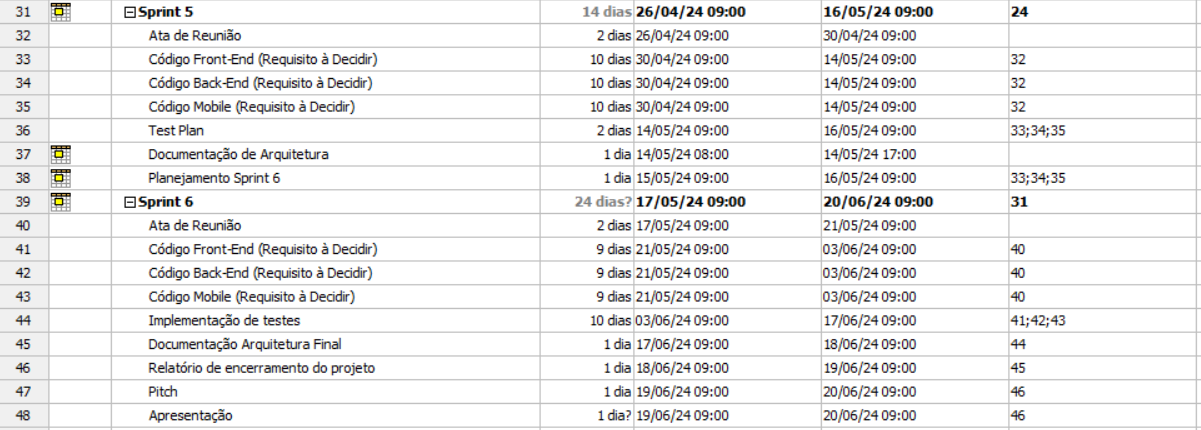 31 Sprint 5 14 dias 26/04/24 09:00 16/05/24 09:00 24
32 Ata de Reunião 2 dias 26/04/24 09:00 30/04/24 09:00
33 Código Front-End (Requisito à Decidir) 10 dias 30/04/24 09:00 14/05/24 09:00 32
34 Código Back-End (Requisito à Decidir) 10 dias 30/04/24 09:00 14/05/24 09:00 32
35 Código Mobile (Requisito à Decidir) 10 dias 30/04/24 09:00 14/05/24 09:00 32
36 Test Plan 2 dias 14/05/24 09:00 16/05/24 09:00 33;34;35
37 Documentação de Arquitetura 1 dia 14/05/24 08:00 14/05/24 17:00
38 Planejamento Sprint 6 1 dia 15/05/24 09:00 16/05/24 09:00 33;34;35
39 Sprint 6 24 dias? 17/05/24 09:00 20/06/24 09:00 31
40 Ata de Reunião 2 dias 17/05/24 09:00 21/05/24 09:00
41 Código Front-End (Requisito à Decidir) 9 dias 21/05/24 09:00 03/06/24 09:00 40
42 Código Back-End (Requisito à Decidir) 9 dias 21/05/24 09:00 03/06/24 09:00 40
43 Código Mobile (Requisito à Decidir) 9 dias 21/05/24 09:00 03/06/24 09:00 40
44 Implementação de testes 10 dias 03/06/24 09:00 17/06/24 09:00 41;42;43
45 Documentação Arquitetura Final 1 dia 17/06/24 09:00 18/06/24 09:00 44
46 Relatório de encerramento do projeto 1 dia 18/06/24 09:00 19/06/24 09:00 45
47 Pitch 1 dia 19/06/24 09:00 20/06/24 09:00 46
48 Apresentação 1 dia? 19/06/24 09:00 20/06/24 09:00 46